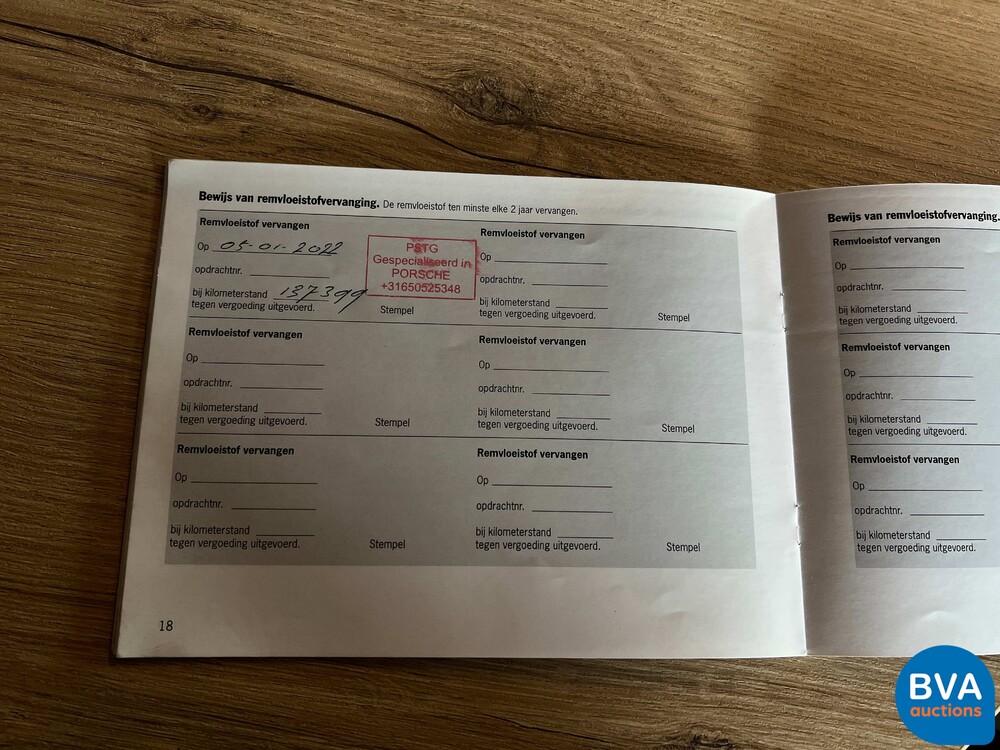 Bewijs van remvloeistofvervanging. De remvloeistof ten minste elke 2 jaar vervangen.
Remvloeistof vervangen
Op 05-01-2022
opdrachtnr.
bij kilometerstand 137399
tegen vergoeding uitgevoerd.
PSTG
Gespecialiseerd in
PORSCHE
+31650525348
Stempel
Remvloeistof vervangen
Op
opdrachtnr.
bij kilometerstand
tegen vergoeding uitgevoerd.
Stempel
Remvloeistof vervangen
Op
opdrachtnr.
bij kilometerstand
tegen vergoeding uitgevoerd.
Stempel
Remvloeistof vervangen
Op
opdrachtnr.
bij kilometerstand
tegen vergoeding uitgevoerd.
Stempel
Remvloeistof vervangen
Op
opdrachtnr.
bij kilometerstand
tegen vergoeding uitgevoerd.
Stempel
Remvloeistof vervangen
Op
opdrachtnr.
bij kilometerstand
tegen vergoeding uitgevoerd.
Stempel
18
Bewijs van remvloeistofvervanging.
Remvloeistof vervangen
Op
opdrachtnr.
bij kilometerstand
tegen vergoeding uitgevoerd.
Remvloeistof vervangen
Op
opdrachtnr.
bij kilometerstand
tegen vergoeding uitgevoerd.
Remvloeistof vervangen
Op
opdrachtnr.
bij kilometerstand
tegen vergoeding uitgevoerd.
BVA
auctions